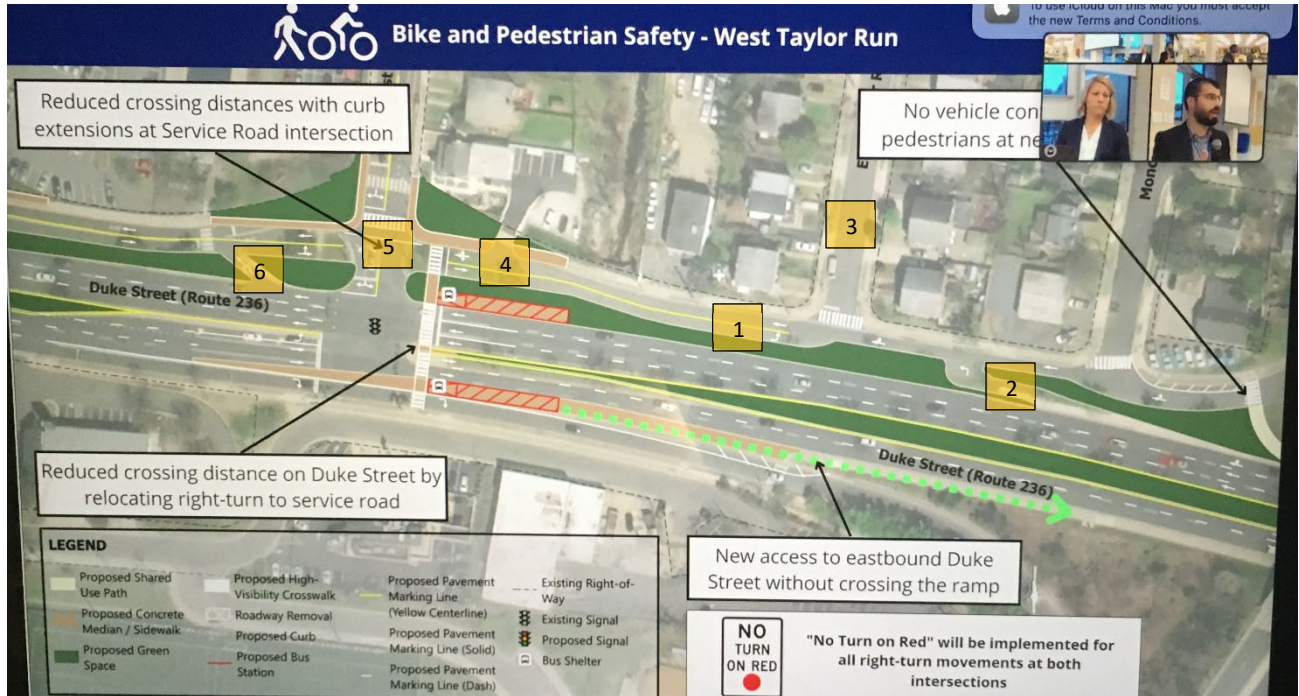 To use iCloud on this Mac you must accept
the new Terms and Conditions.
Bike and Pedestrian Safety - West Taylor Run
Reduced crossing distances with curb
extensions at Service Road intersection
No vehicle con
pedestrians at ne
st
E
R
Mono
3
5
4
6
1
2
Duke Street (Route 236)
Duke Street (Route 236)
Reduced crossing distance on Duke Street by
relocating right-turn to service road
New access to eastbound Duke
Street without crossing the ramp
LEGEND
Proposed Shared
Use Path
Proposed Concrete
Median / Sidewalk
Proposed Green
Space
Proposed High-
Visibility Crosswalk
Roadway Removal
Proposed Curb
Proposed Bus
Station
Proposed Pavement
Marking Line
(Yellow Centerline)
Proposed Pavement
Marking Line (Solid)
Proposed Pavement
Marking Line (Dash)
Existing Right-of-
Way
Existing Signal
Proposed Signal
Bus Shelter
NO
TURN
ON RED
"No Turn on Red" will be implemented for
all right-turn movements at both
intersections